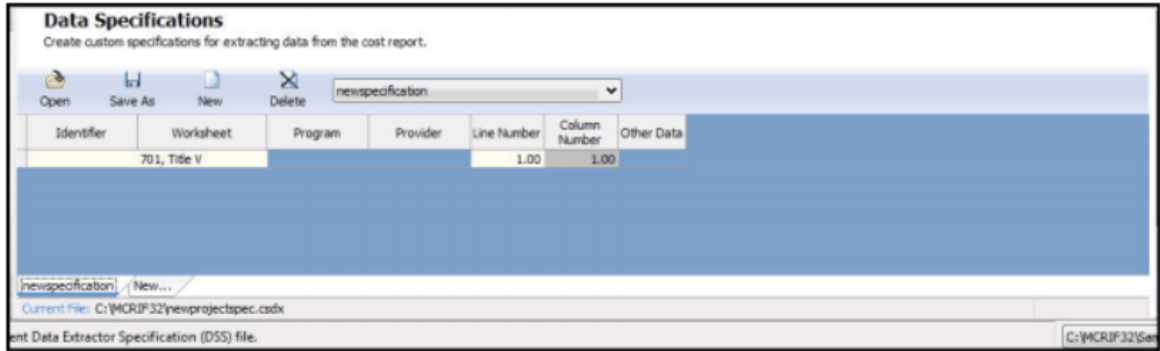 Data Specifications
Create custom specifications for extracting data from the cost report.
Open Save As New Delete newspecification
Identifier Worksheet Program Provider Line Number Column Number Other Data
701, Title V 1.00 1.00
newspecification New...
Current File: C:\MCRIF32\newprojectspec.csdx
ent Data Extractor Specification (DSS) file. C:\MCRIF32\San